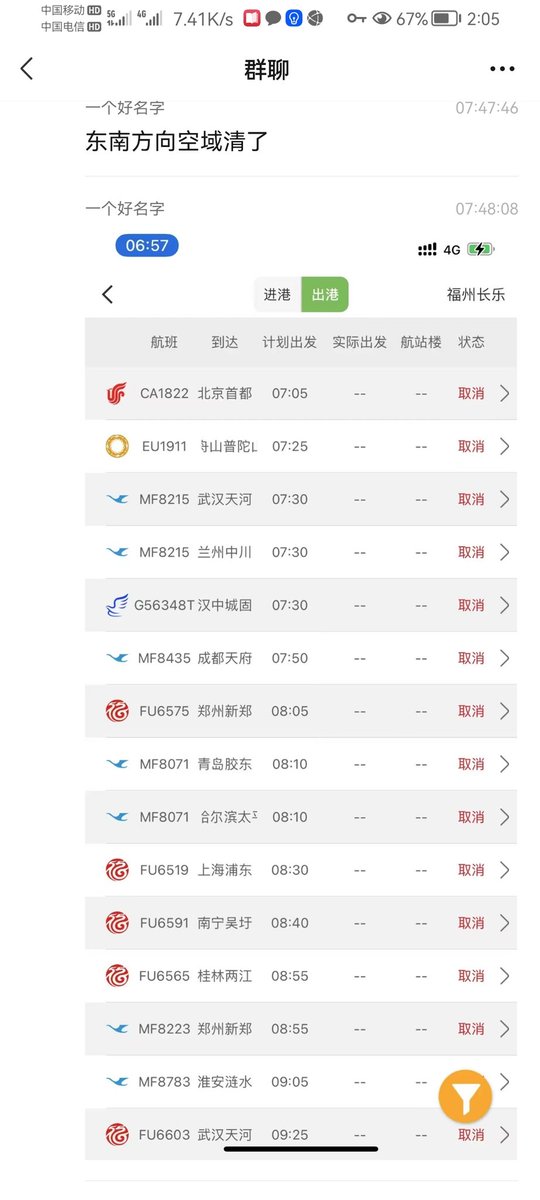 中国移动 HD 5G 4G 7.41K/s 67% 2:05
中国电信 HD
群聊
一个好名字 07:47:46
东南方向空域清了
一个好名字 07:48:08
06:57 4G
进港 出港 福州长乐
航班 到达 计划出发 实际出发 航站楼 状态
CA1822 北京首都 07:05 -- -- 取消
EU1911 舟山普陀山 07:25 -- -- 取消
MF8215 武汉天河 07:30 -- -- 取消
MF8215 兰州中川 07:30 -- -- 取消
G56348T 汉中城固 07:30 -- -- 取消
MF8435 成都天府 07:50 -- -- 取消
FU6575 郑州新郑 08:05 -- -- 取消
MF8071 青岛胶东 08:10 -- -- 取消
MF8071 哈尔滨太平 08:10 -- -- 取消
FU6519 上海浦东 08:30 -- -- 取消
FU6591 南宁吴圩 08:40 -- -- 取消
FU6565 桂林两江 08:55 -- -- 取消
MF8223 郑州新郑 08:55 -- -- 取消
MF8783 淮安涟水 09:05 -- --
FU6603 武汉天河 09:25 -- -- 取消